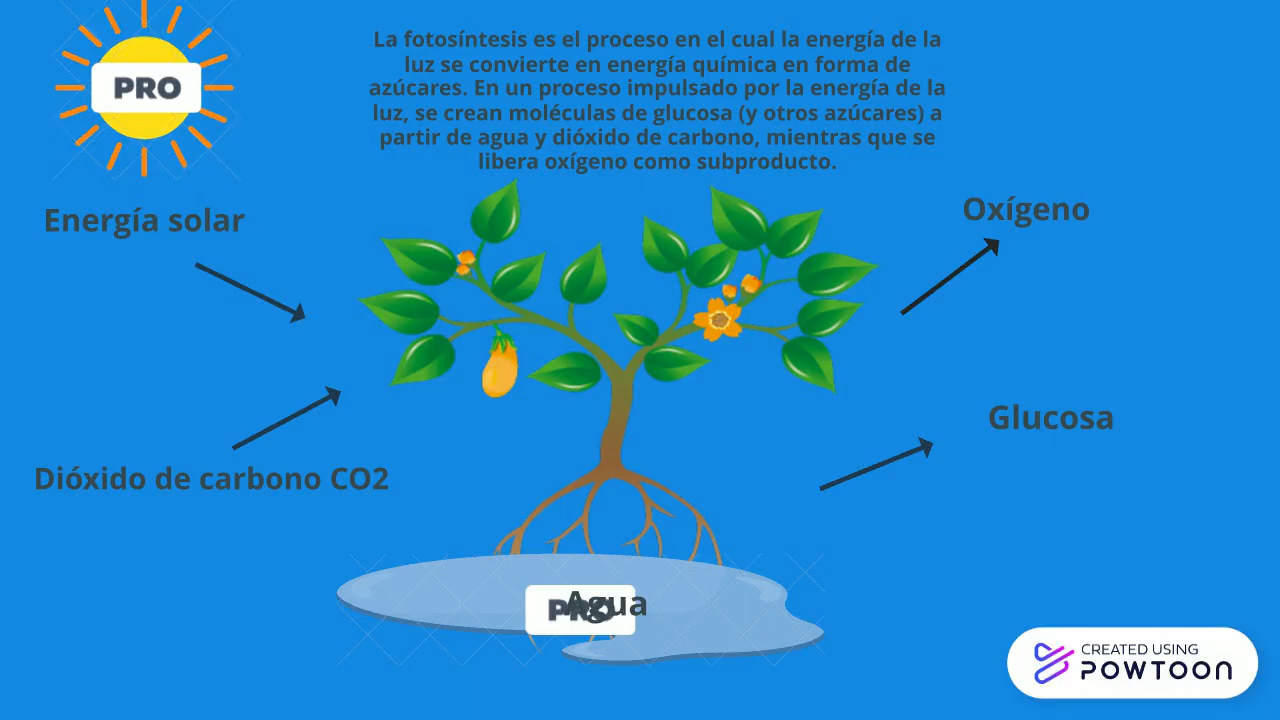 PRO
La fotosíntesis es el proceso en el cual la energía de la
luz se convierte en energía química en forma de
azúcares. En un proceso impulsado por la energía de la
luz, se crean moléculas de glucosa (y otros azúcares) a
partir de agua y dióxido de carbono, mientras que se
libera oxígeno como subproducto.
Energía solar
Oxígeno
Glucosa
Dióxido de carbono CO2
PRO
Agua
CREATED USING
POWTOON